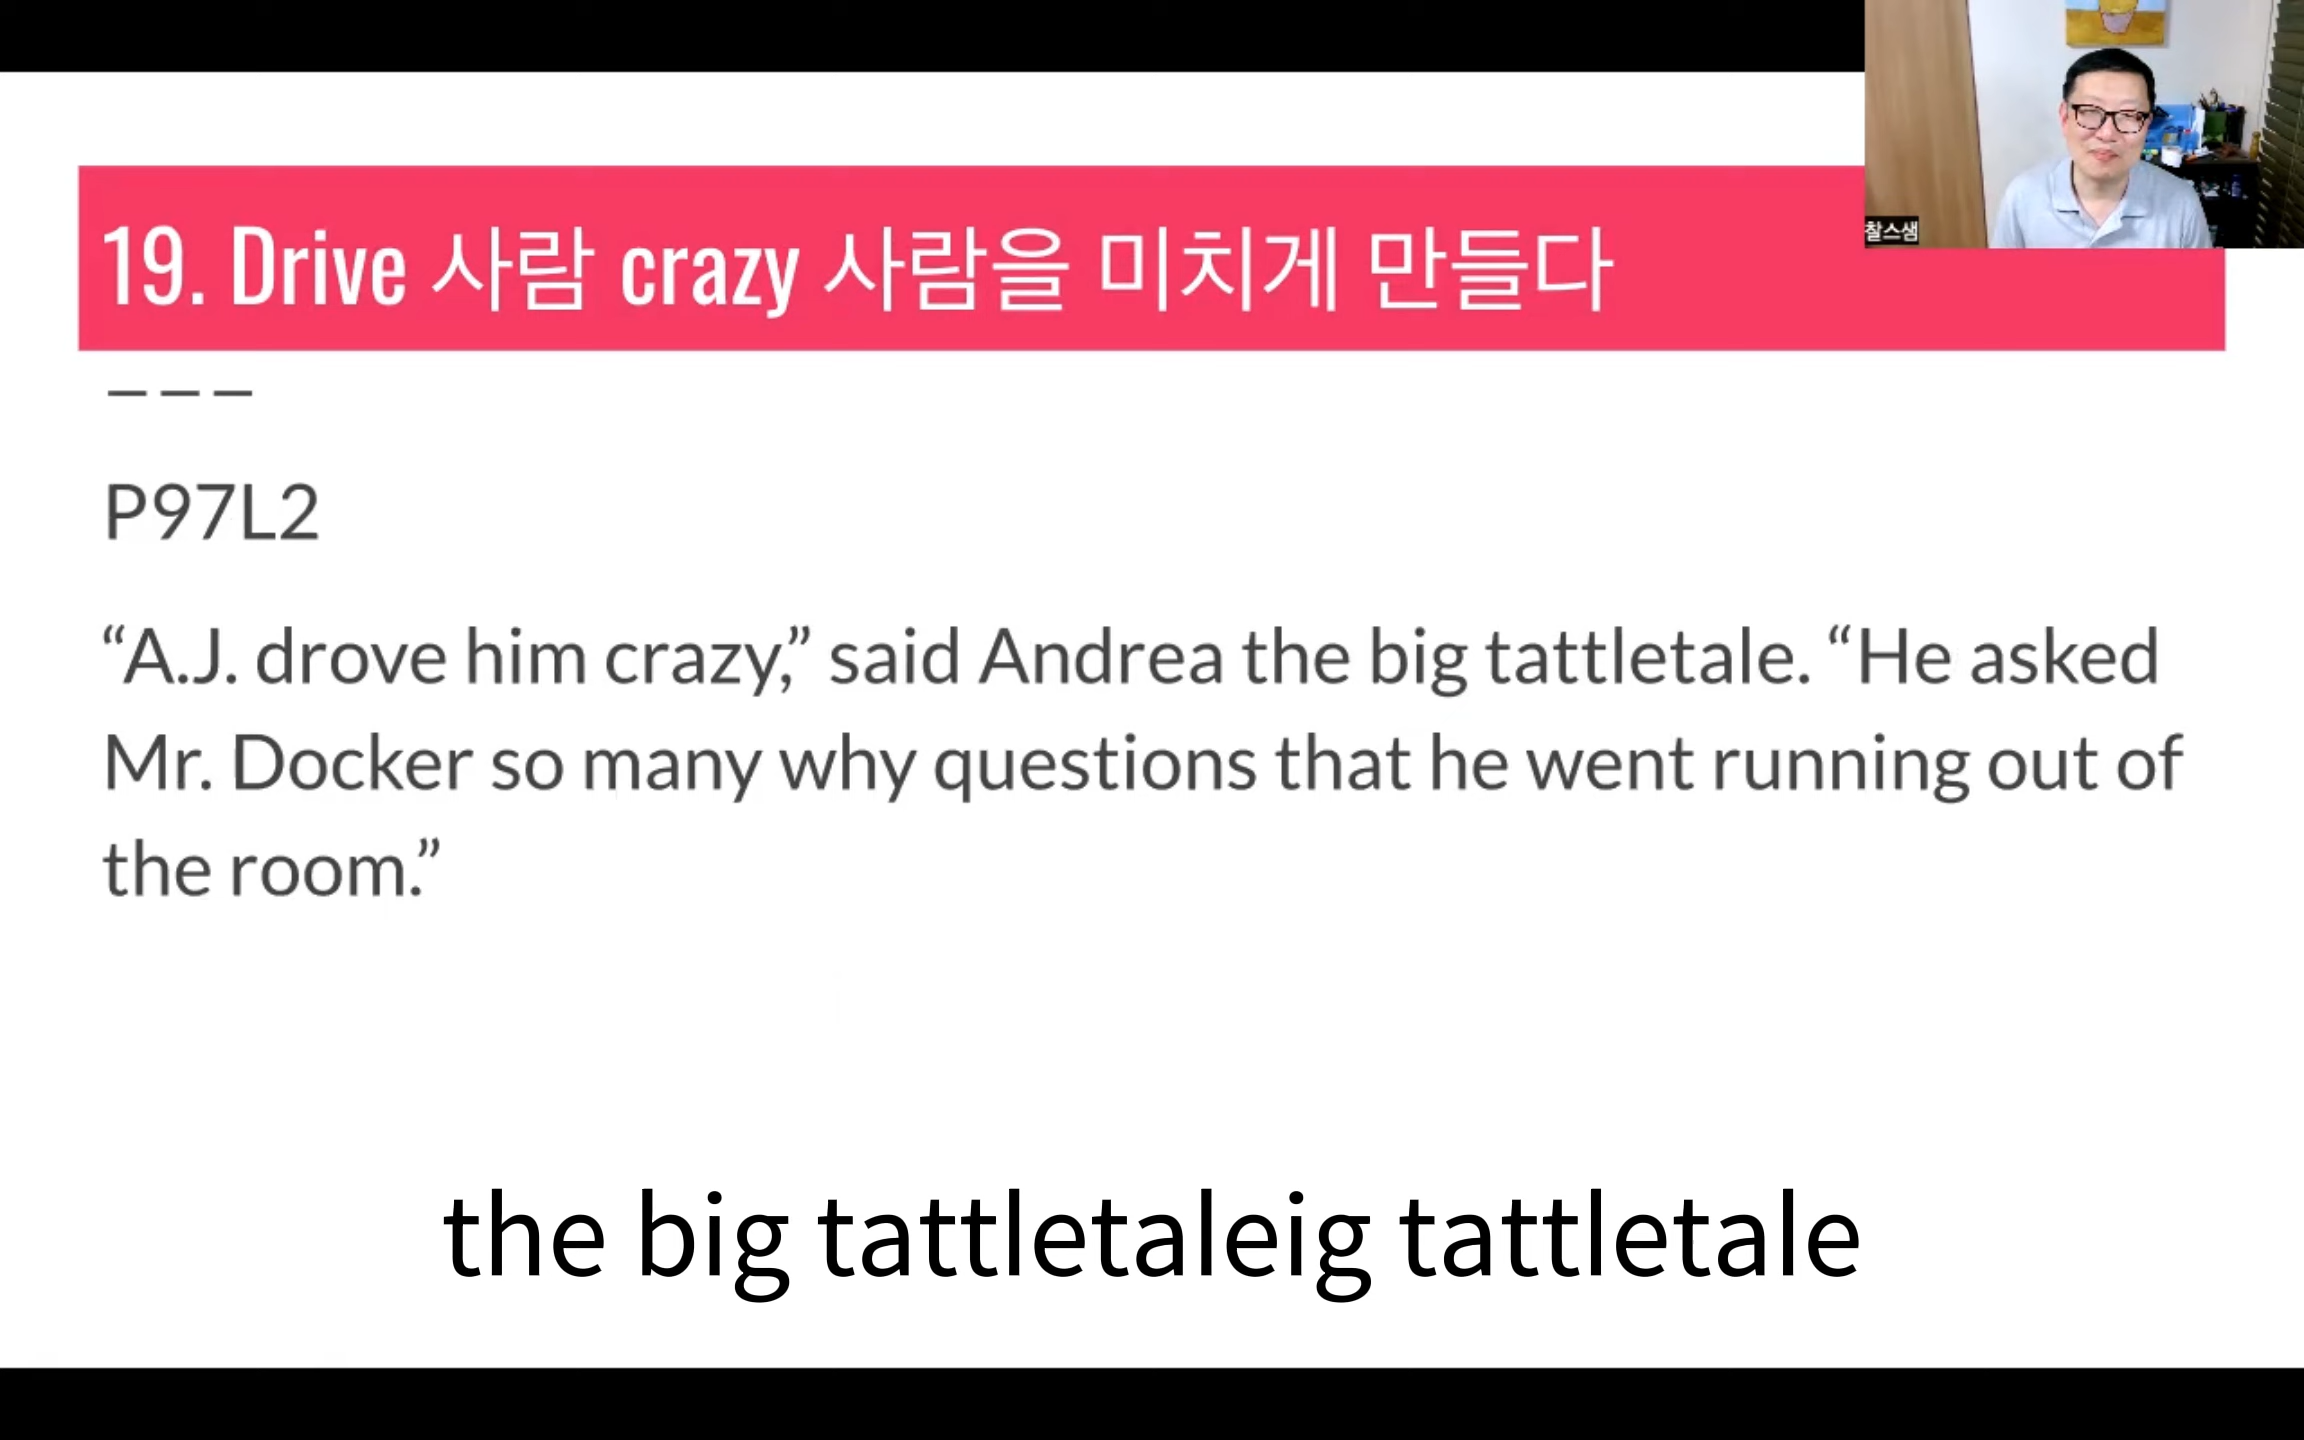 찰스샘
19. Drive 사람 crazy 사람을 미치게 만들다
– – –
P97L2
“A.J. drove him crazy,” said Andrea the big tattletale. “He asked
Mr. Docker so many why questions that he went running out of
the room.”
the big tattletaleig tattletale